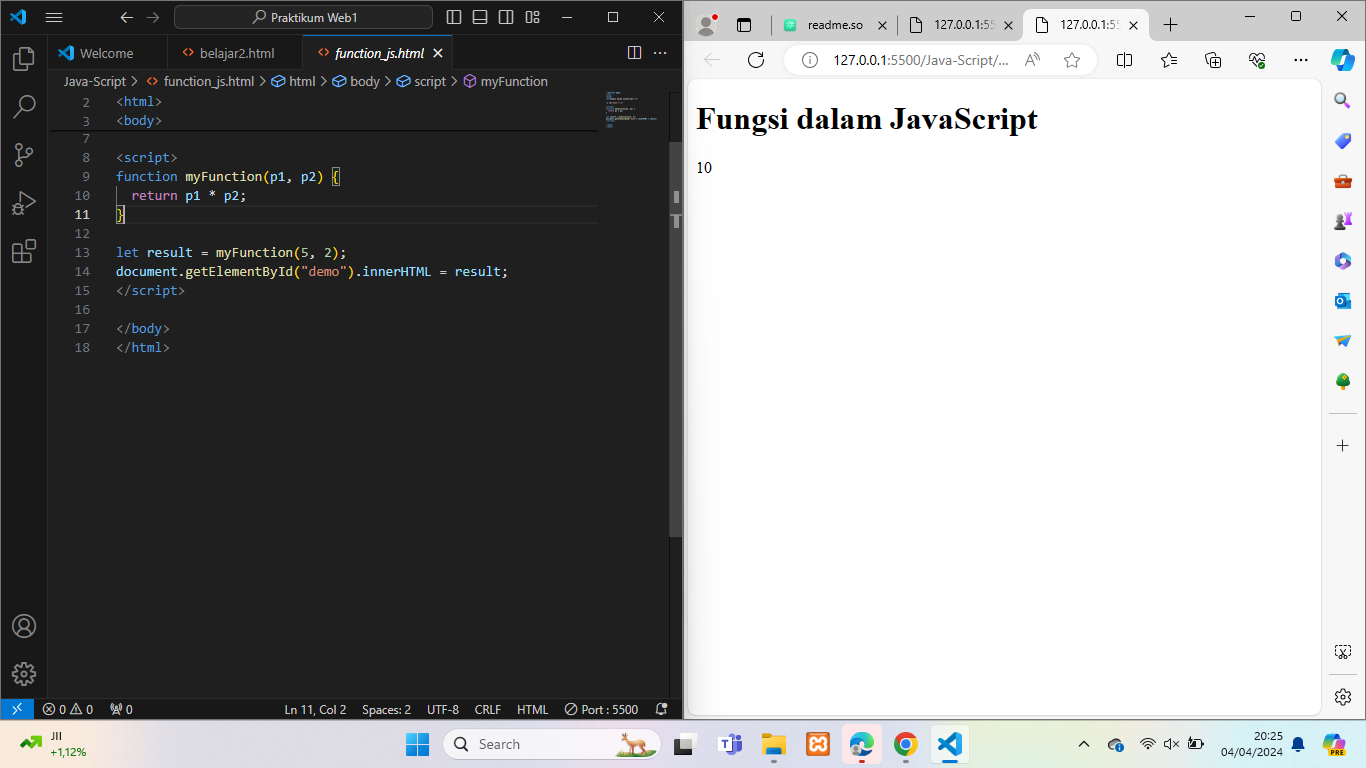 Praktikum Web1
Welcome
belajar2.html
function_js.html
Java-Script > function_js.html > html > body > script > myFunction
2 <html>
3 <body>
7
8 <script>
9 function myFunction(p1, p2) {
10 return p1 * p2;
11 }
12
13 let result = myFunction(5, 2);
14 document.getElementById("demo").innerHTML = result;
15 </script>
16
17 </body>
18 </html>
0 0 0 Ln 11, Col 2 Spaces: 2 UTF-8 CRLF HTML Port : 5500
readme.so
127.0.0.1:55
127.0.0.1:55
127.0.0.1:5500/Java-Script/...
Fungsi dalam JavaScript
10
JII
+1,12%
Search
20:25
04/04/2024
PRE